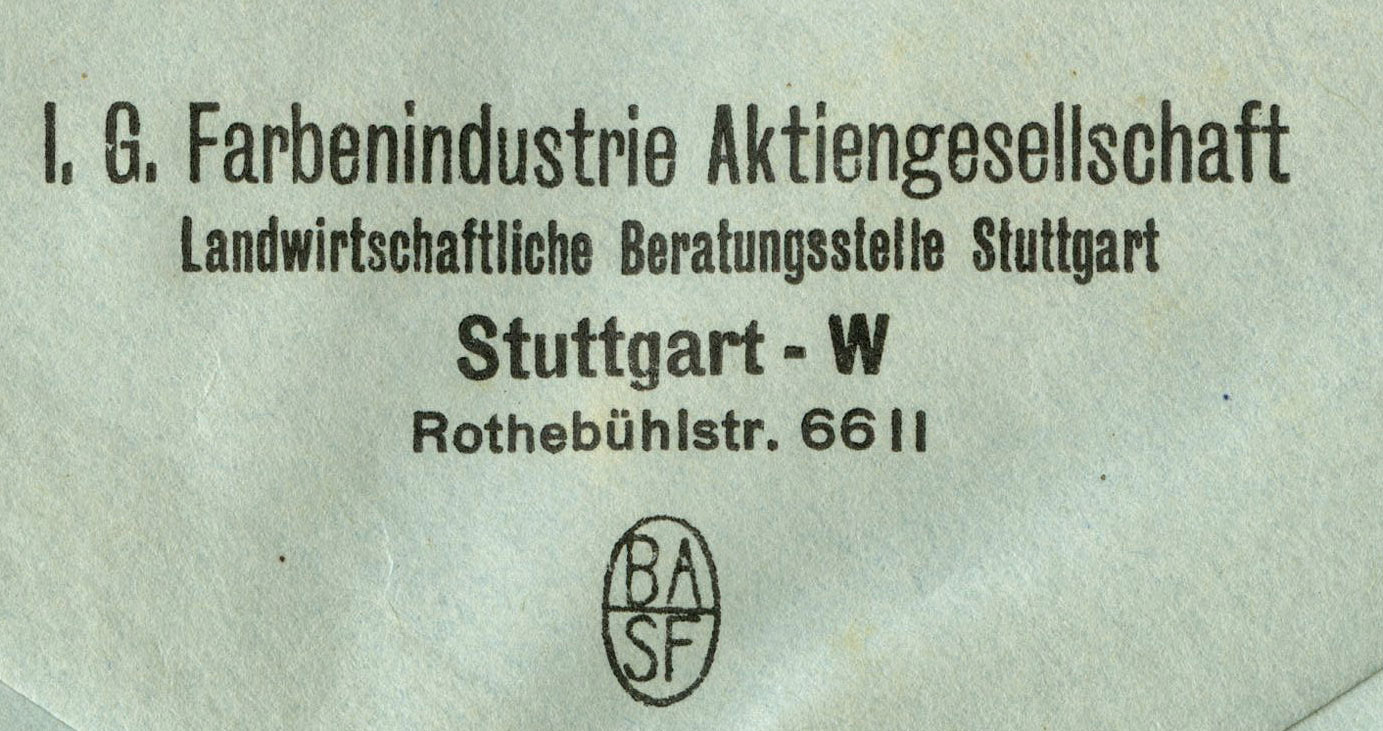 I. G. Farbenindustrie Aktiengesellschaft
Landwirtschaftliche Beratungsstelle Stuttgart
Stuttgart - W
Rothebühlstr. 66 II
BA
SF